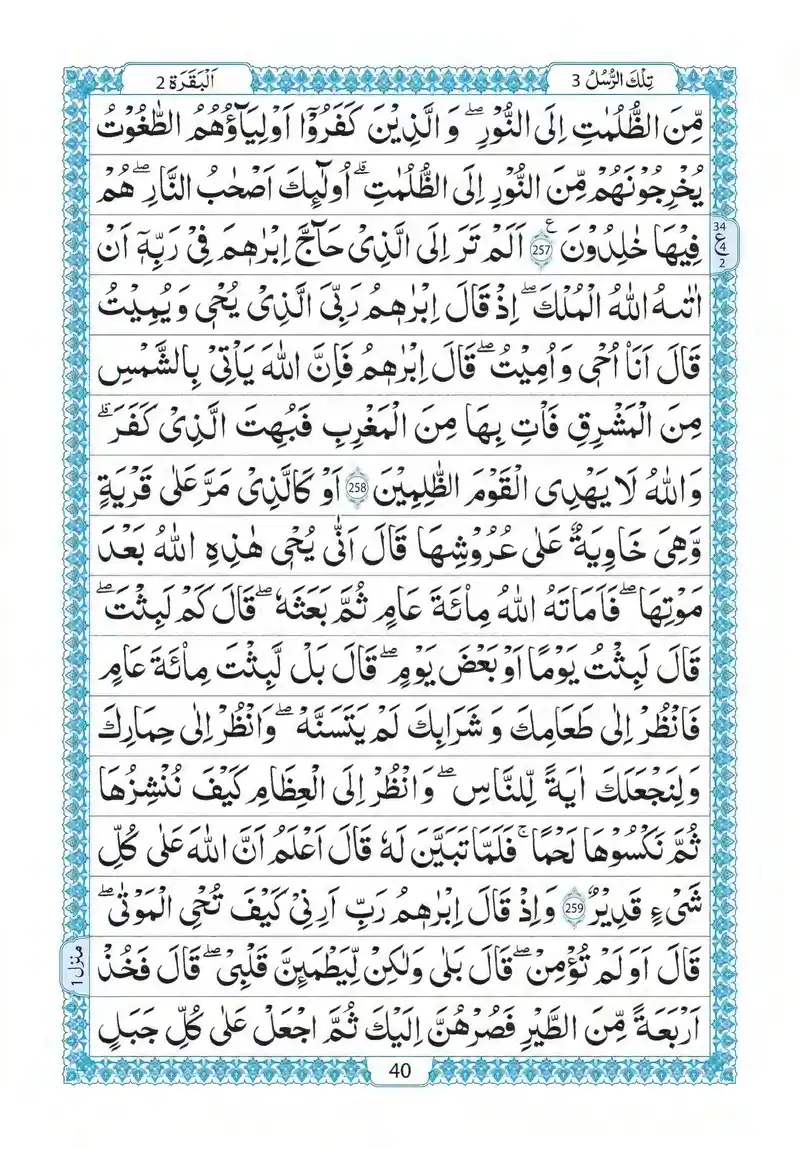 تِلْكَ الرُّسُلُ 3
اَلْبَقَرَة 2
مِّنَ الظُّلُمٰتِ اِلَى النُّوْرِ ؕۖ وَ الَّذِيْنَ كَفَرُوْۤا اَوْلِيَآؤُهُمُ الطَّاغُوْتُ
يُخْرِجُوْنَهُمْ مِّنَ النُّوْرِ اِلَى الظُّلُمٰتِ ؕ اُولٰٓئِكَ اَصْحٰبُ النَّارِ ۖ هُمْ
فِيْهَا خٰلِدُوْنَ ع 257 اَلَمْ تَرَ اِلَى الَّذِىْ حَآجَّ اِبْرٰهٖمَ فِىْ رَبِّهٖۤ اَنْ
34
ع
4
2
اٰتٰىهُ اللّٰهُ الْمُلْكَ ۖ اِذْ قَالَ اِبْرٰهٖمُ رَبِّىَ الَّذِىْ يُحْىٖ وَ يُمِيْتُ
قَالَ اَنَا۠ اُحْىٖ وَ اُمِيْتُ ۖ قَالَ اِبْرٰهٖمُ فَاِنَّ اللّٰهَ يَاْتِىْ بِالشَّمْسِ
مِنَ الْمَشْرِقِ فَاْتِ بِهَا مِنَ الْمَغْرِبِ فَبُهِتَ الَّذِىْ كَفَرَ ؕ
وَاللّٰهُ لَا يَهْدِى الْقَوْمَ الظّٰلِمِيْنَ 258 اَوْ كَالَّذِىْ مَرَّ عَلٰى قَرْيَةٍ
وَّهِىَ خَاوِيَةٌ عَلٰى عُرُوْشِهَا قَالَ اَنّٰى يُحْىٖ هٰذِهِ اللّٰهُ بَعْدَ
مَوْتِهَا ۖ فَاَمَاتَهُ اللّٰهُ مِائَةَ عَامٍ ثُمَّ بَعَثَهٗ ۖ قَالَ كَمْ لَبِثْتَ ۖ
قَالَ لَبِثْتُ يَوْمًا اَوْ بَعْضَ يَوْمٍ ۖ قَالَ بَلْ لَّبِثْتَ مِائَةَ عَامٍ
فَانْظُرْ اِلٰى طَعَامِكَ وَ شَرَابِكَ لَمْ يَتَسَنَّهْ ۖ وَانْظُرْ اِلٰى حِمَارِكَ
وَلِنَجْعَلَكَ اٰيَةً لِّلنَّاسِ ۖ وَانْظُرْ اِلَى الْعِظَامِ كَيْفَ نُنْشِزُهَا
ثُمَّ نَكْسُوْهَا لَحْمًا ۚ فَلَمَّا تَبَيَّنَ لَهٗ قَالَ اَعْلَمُ اَنَّ اللّٰهَ عَلٰى كُلِّ
شَىْءٍ قَدِيْرٌ 259 وَاِذْ قَالَ اِبْرٰهٖمُ رَبِّ اَرِنِىْ كَيْفَ تُحْىِ الْمَوْتٰى ۖ
قَالَ اَوَلَمْ تُؤْمِنْ ۖ قَالَ بَلٰى وَلٰكِنْ لِّيَطْمَئِنَّ قَلْبِىْ ۖ قَالَ فَخُذْ
منزل 1
اَرْبَعَةً مِّنَ الطَّيْرِ فَصُرْهُنَّ اِلَيْكَ ثُمَّ اجْعَلْ عَلٰى كُلِّ جَبَلٍ
40